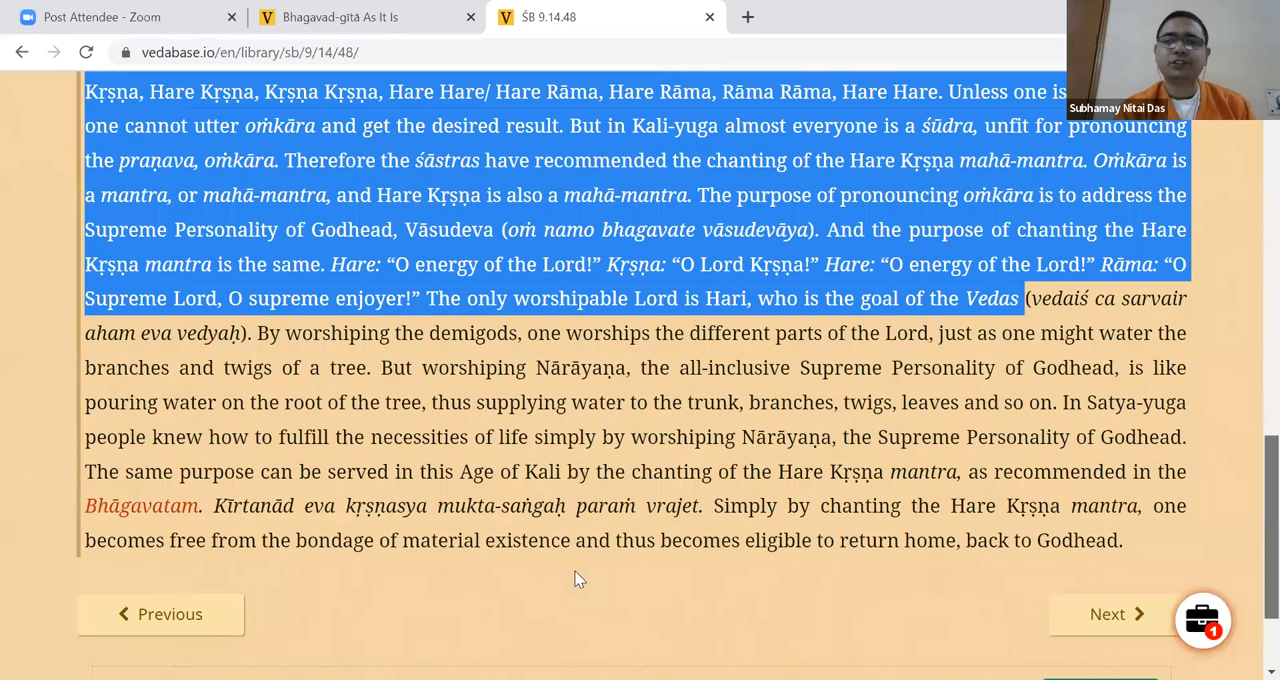 Post Attendee - Zoom
Bhagavad-gītā As It Is
ŚB 9.14.48
vedabase.io/en/library/sb/9/14/48/
Subhamay Nitai Das
Kṛṣṇa, Hare Kṛṣṇa, Kṛṣṇa Kṛṣṇa, Hare Hare/ Hare Rāma, Hare Rāma, Rāma Rāma, Hare Hare. Unless one is
one cannot utter oṁkāra and get the desired result. But in Kali-yuga almost everyone is a śūdra, unfit for pronouncing
the praṇava, oṁkāra. Therefore the śāstras have recommended the chanting of the Hare Kṛṣṇa mahā-mantra. Oṁkāra is
a mantra, or mahā-mantra, and Hare Kṛṣṇa is also a mahā-mantra. The purpose of pronouncing oṁkāra is to address the
Supreme Personality of Godhead, Vāsudeva (oṁ namo bhagavate vāsudevāya). And the purpose of chanting the Hare
Kṛṣṇa mantra is the same. Hare: “O energy of the Lord!” Kṛṣṇa: “O Lord Kṛṣṇa!” Hare: “O energy of the Lord!” Rāma: “O
Supreme Lord, O supreme enjoyer!” The only worshipable Lord is Hari, who is the goal of the Vedas (vedaiś ca sarvair
aham eva vedyaḥ). By worshiping the demigods, one worships the different parts of the Lord, just as one might water the
branches and twigs of a tree. But worshiping Nārāyaṇa, the all-inclusive Supreme Personality of Godhead, is like
pouring water on the root of the tree, thus supplying water to the trunk, branches, twigs, leaves and so on. In Satya-yuga
people knew how to fulfill the necessities of life simply by worshiping Nārāyaṇa, the Supreme Personality of Godhead.
The same purpose can be served in this Age of Kali by the chanting of the Hare Kṛṣṇa mantra, as recommended in the
Bhāgavatam. Kīrtanād eva kṛṣṇasya mukta-saṅgaḥ paraṁ vrajet. Simply by chanting the Hare Kṛṣṇa mantra, one
becomes free from the bondage of material existence and thus becomes eligible to return home, back to Godhead.
Previous
Next
1